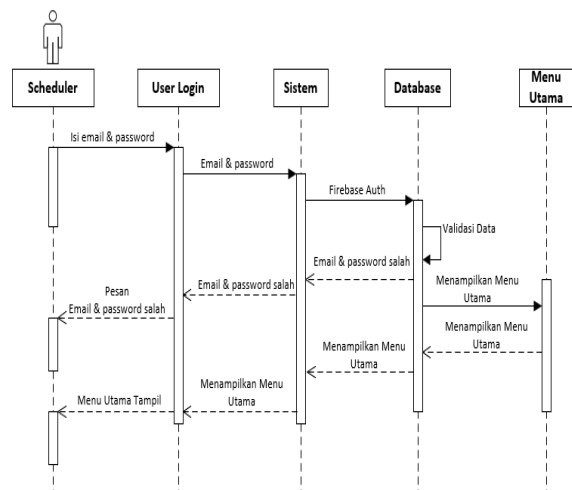 Scheduler
User Login
Sistem
Database
Menu
Utama
Isi email & password
Email & password
Firebase Auth
Validasi Data
Email & password salah
Email & password salah
Pesan
Email & password salah
Menampilkan Menu
Utama
Menampilkan Menu
Utama
Menampilkan Menu
Utama
Menampilkan Menu
Utama
Menu Utama Tampil